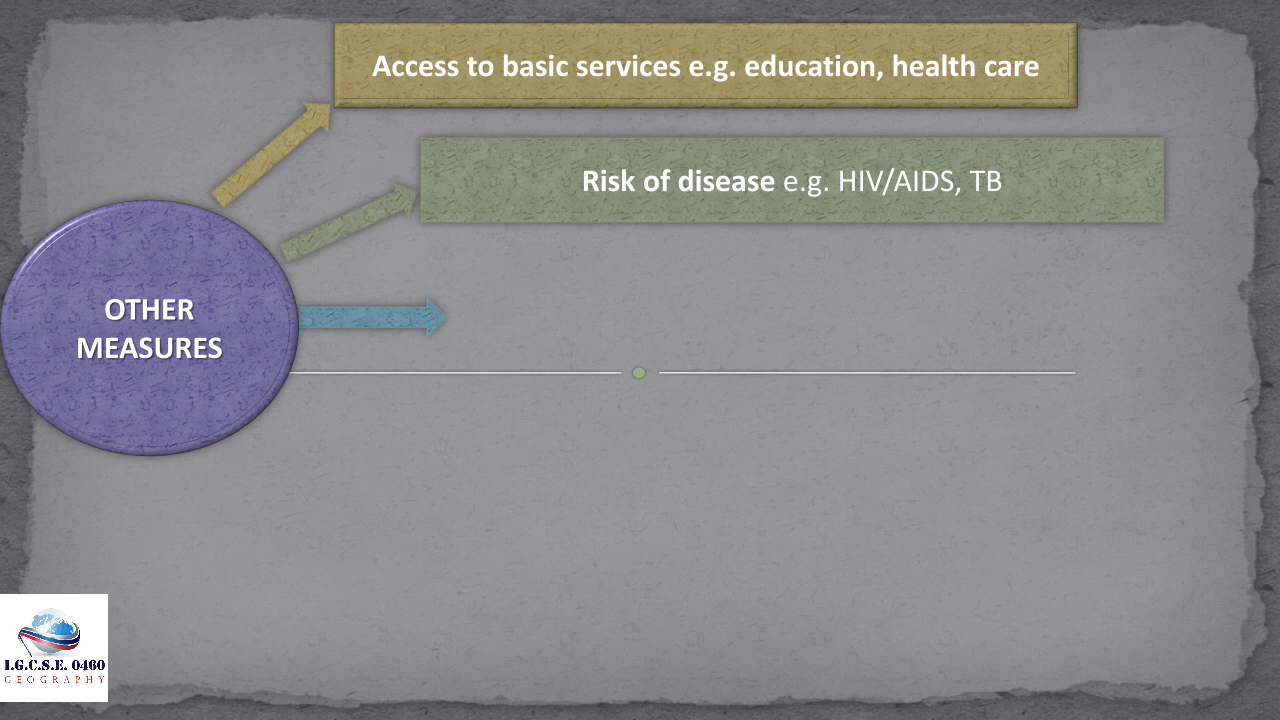 Access to basic services e.g. education, health care
Risk of disease e.g. HIV/AIDS, TB
OTHER
MEASURES
I.G.C.S.E. 0460
GEOGRAPHY